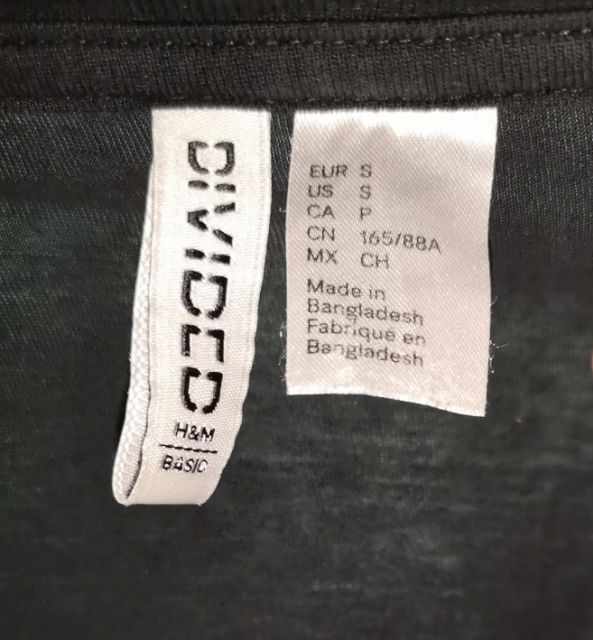 DIVIDED
H&M
BASIC
EUR S
US S
CA P
CN 165/88A
MX CH
Made in
Bangladesh
Fabriqué en
Bangladesh